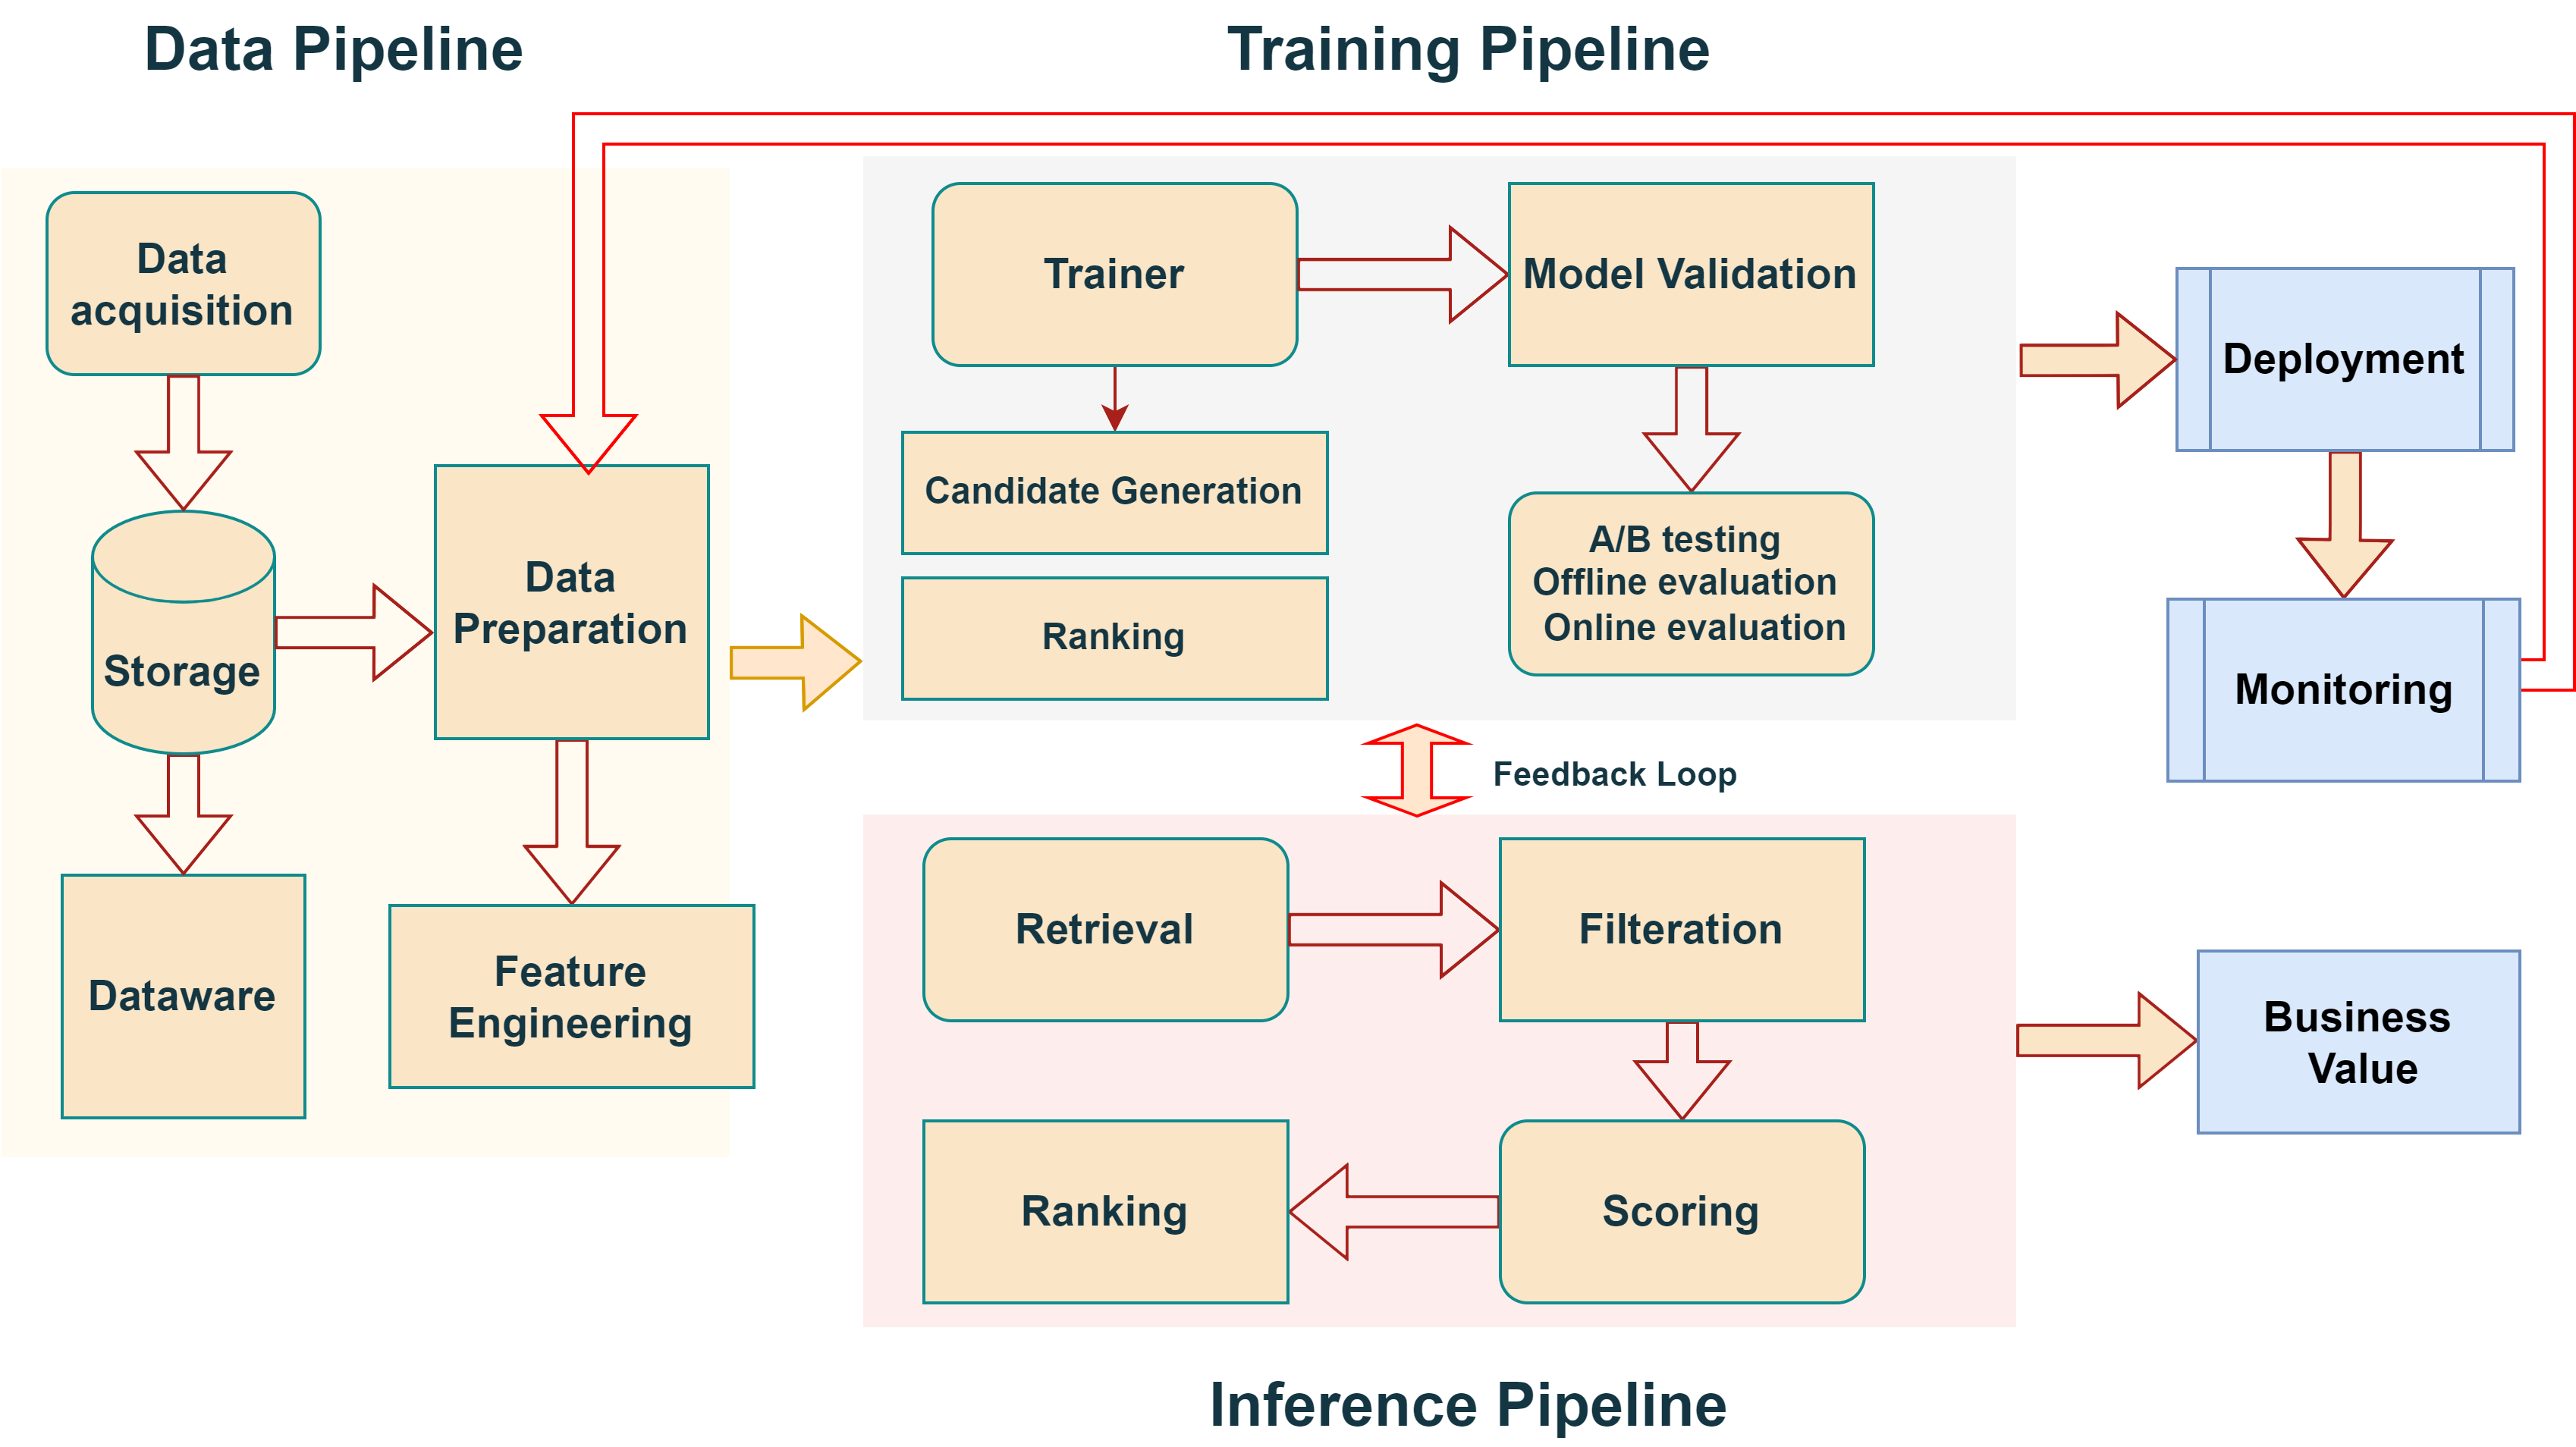 Data Pipeline
Training Pipeline
Data
acquisition
Storage
Dataware
Data
Preparation
Feature
Engineering
Trainer
Model Validation
Candidate Generation
Ranking
A/B testing
Offline evaluation
Online evaluation
Deployment
Monitoring
Feedback Loop
Retrieval
Filteration
Scoring
Ranking
Business
Value
Inference Pipeline